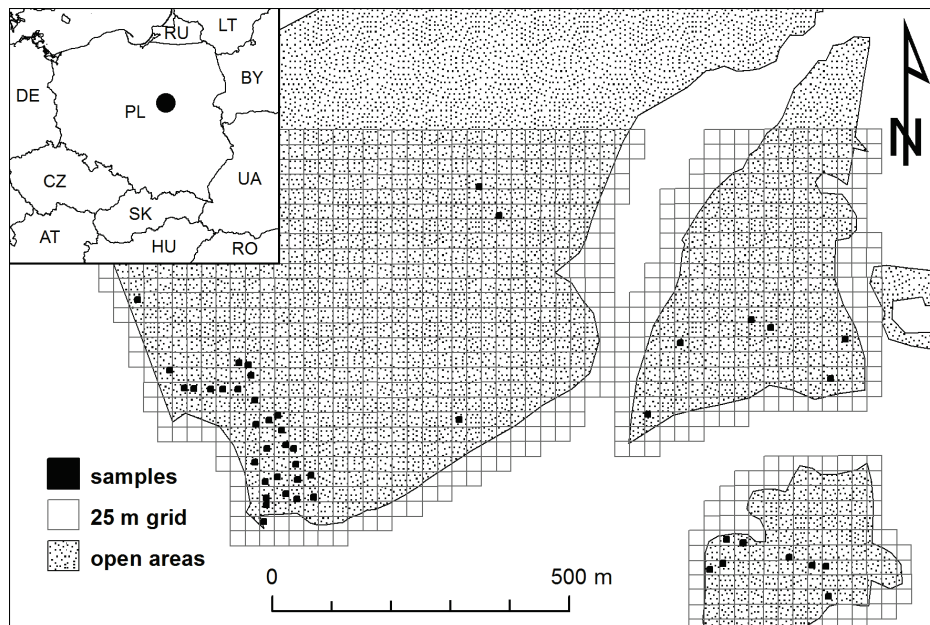 RU
LT
DE
BY
PL
UA
CZ
SK
AT
HU
RO
N
samples
25 m grid
open areas
0
500 m